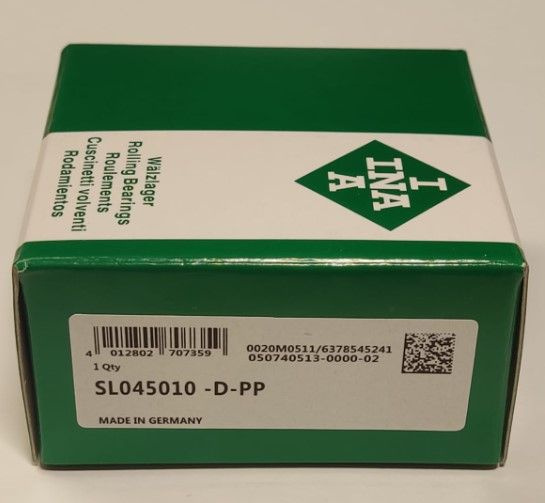 Wälzlager
Rolling Bearings
Roulements
Cuscinetti volventi
Rodamientos
I
INA
A
4 012802 707359
0020M0511/6378545241
050740513-0000-02
1 Qty
SL045010 -D-PP
MADE IN GERMANY